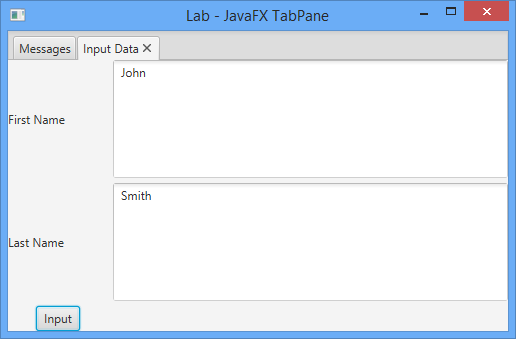 Lab - JavaFX TabPane
Messages Input Data
John
First Name
Smith
Last Name
Input